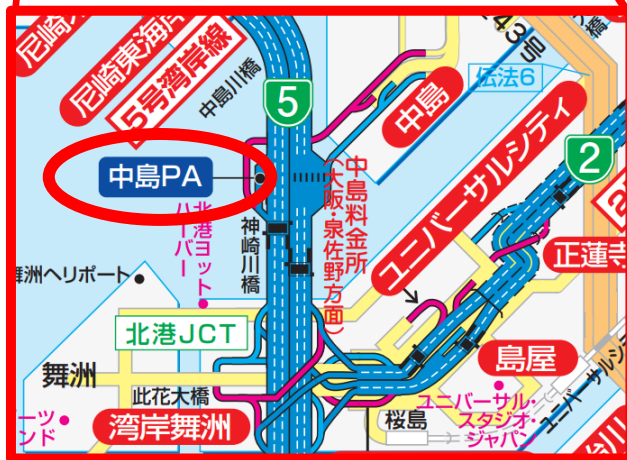 尼崎
尼崎東海岸
5号湾岸線
中島川橋
43号
5
中島
伝法6
2
中島PA
中島料金所
(大阪・泉佐野方面)
ユニバーサルシティ
北港ヨット
ハーバー
神崎川橋
正蓮寺
舞洲ヘリポート
北港JCT
舞洲
此花大橋
湾岸舞洲
島屋
桜島
ユニバーサル・
スタジオ・
ジャパン